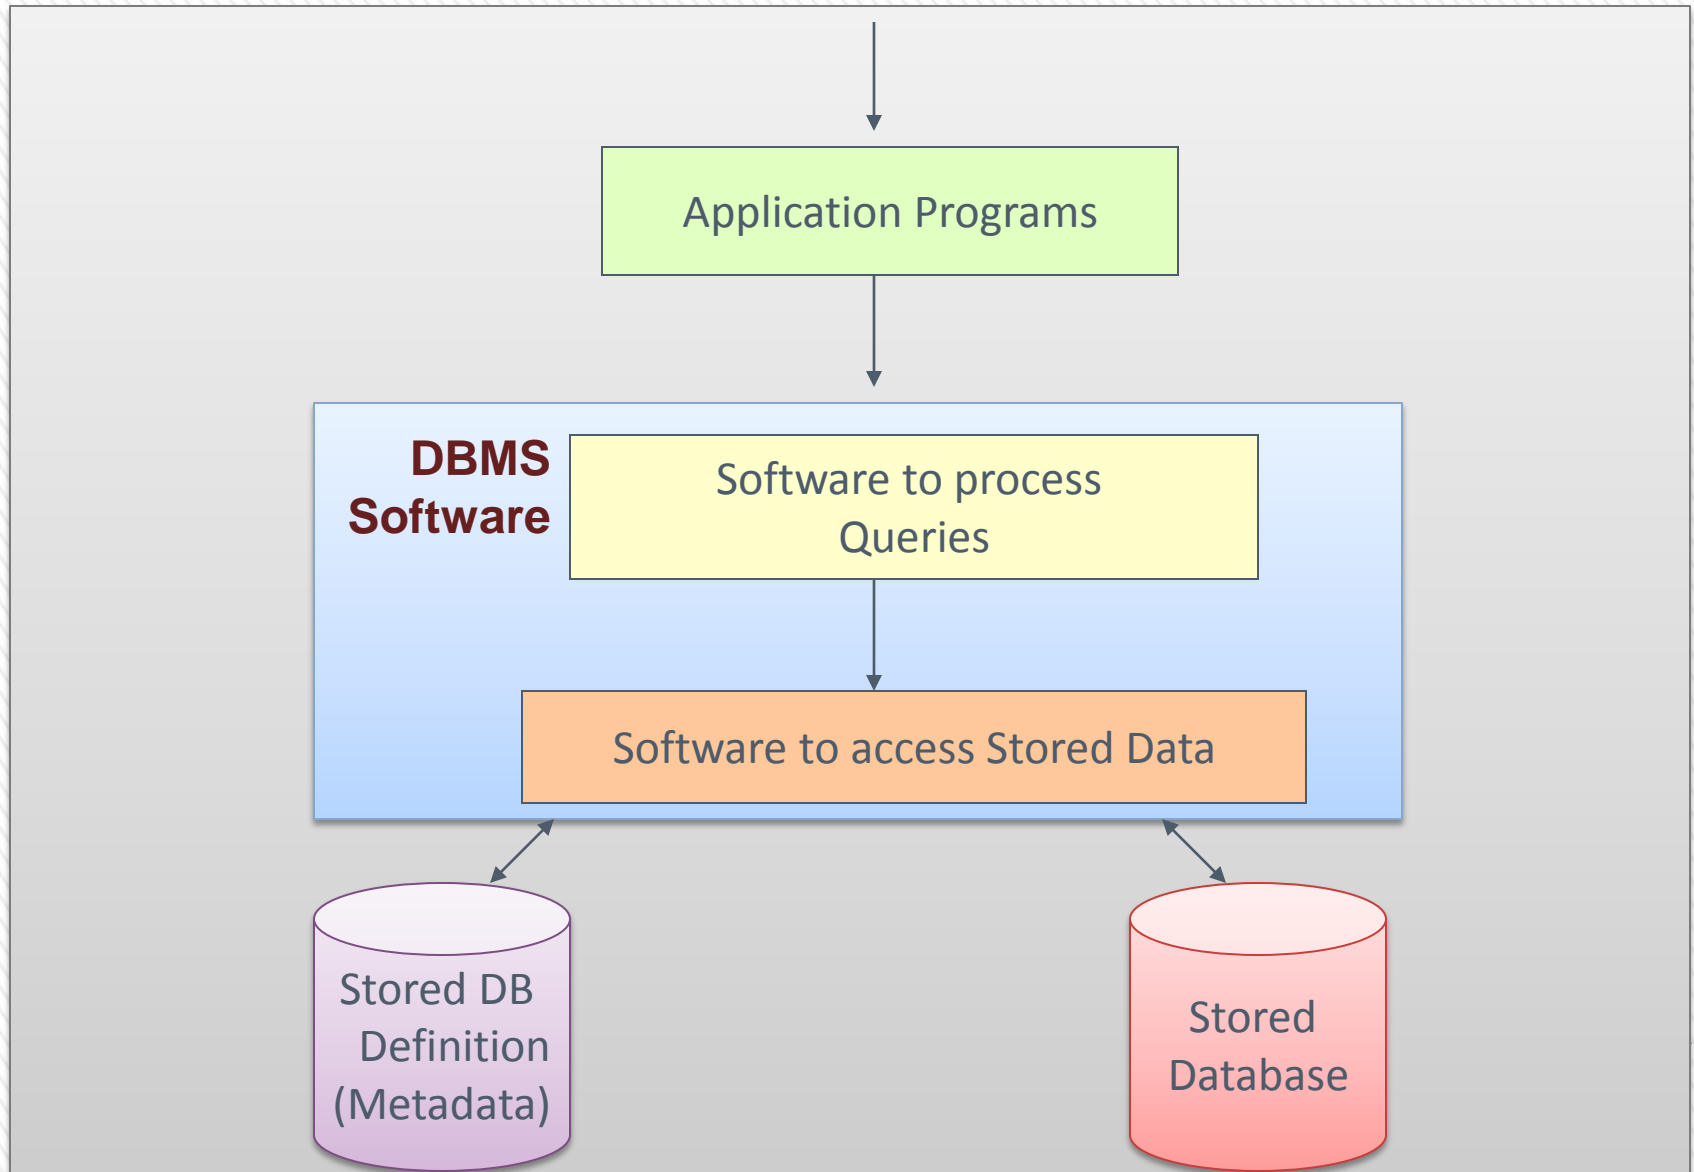 Application Programs
DBMS
Software
Software to process
Queries
Software to access Stored Data
Stored DB
Definition
(Metadata)
Stored
Database